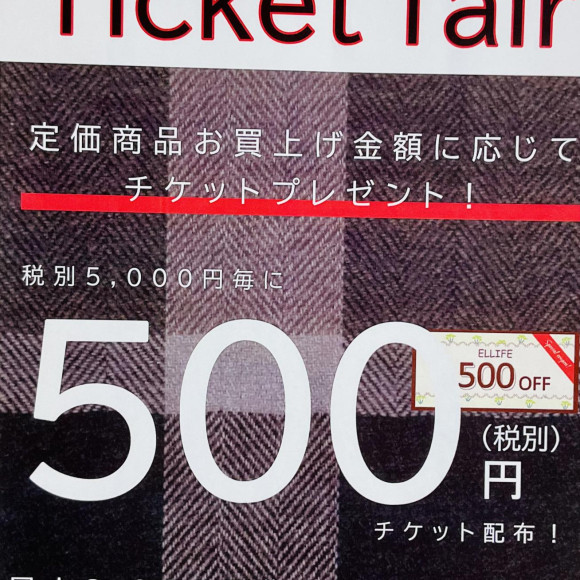 Ticket fair
定価商品お買上げ金額に応じて
チケットプレゼント!
税別5,000円毎に
500
ELLIFE
500 OFF
(税別)
円
チケット配布!